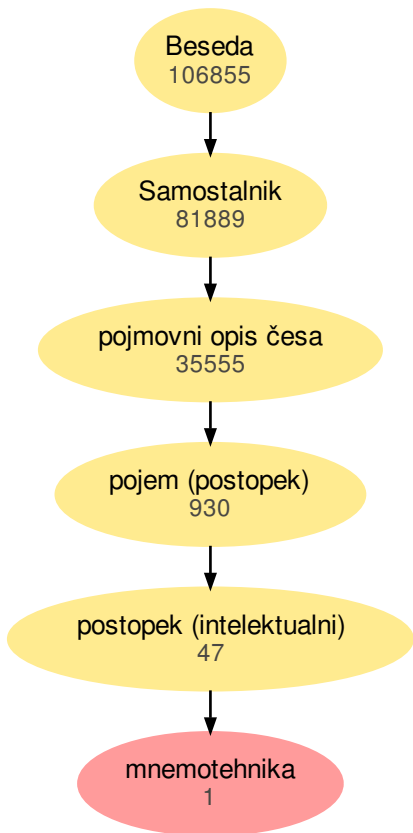 Beseda
106855
Samostalnik
81889
pojmovni opis česa
35555
pojem (postopek)
930
postopek (intelektualni)
47
mnemotehnika
1